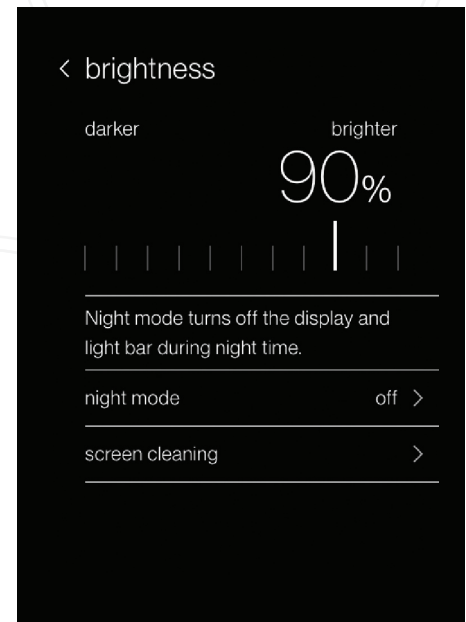 brightness
darker brighter
90%
Night mode turns off the display and
light bar during night time.
night mode off
screen cleaning